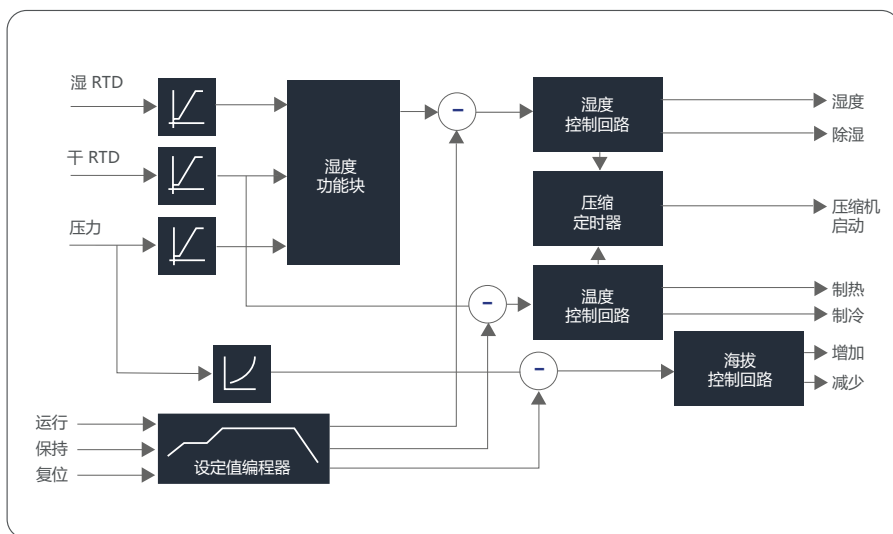 湿 RTD
干 RTD
压力
湿度
功能块
−
湿度
控制回路
湿度
除湿
压缩
定时器
压缩机
启动
−
温度
控制回路
制热
制冷
−
海拔
控制回路
增加
减少
运行
保持
复位
设定值编程器